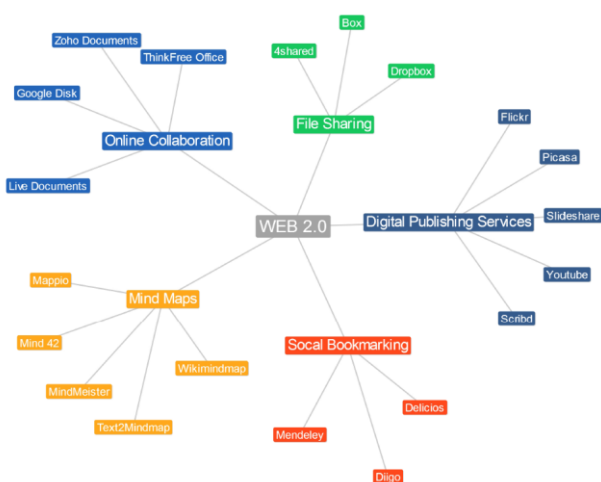 WEB 2.0
Online Collaboration
Zoho Documents
ThinkFree Office
Google Disk
Live Documents
File Sharing
Box
4shared
Dropbox
Digital Publishing Services
Flickr
Picasa
Slideshare
Youtube
Scribd
Socal Bookmarking
Delicios
Diigo
Mendeley
Mind Maps
Mappio
Mind 42
MindMeister
Text2Mindmap
Wikimindmap